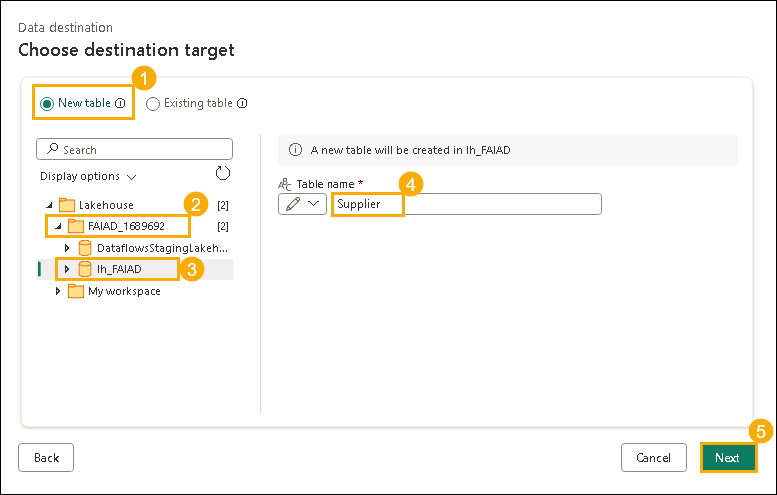 Data destination
Choose destination target
1
New table
Existing table
Search
Display options
Lakehouse [2]
2
FAIAD_1689692 [2]
DataflowsStagingLakeh...
lh_FAIAD
3
My workspace
A new table will be created in lh_FAIAD
ABC Table name *
4
Supplier
5
Back
Cancel
Next